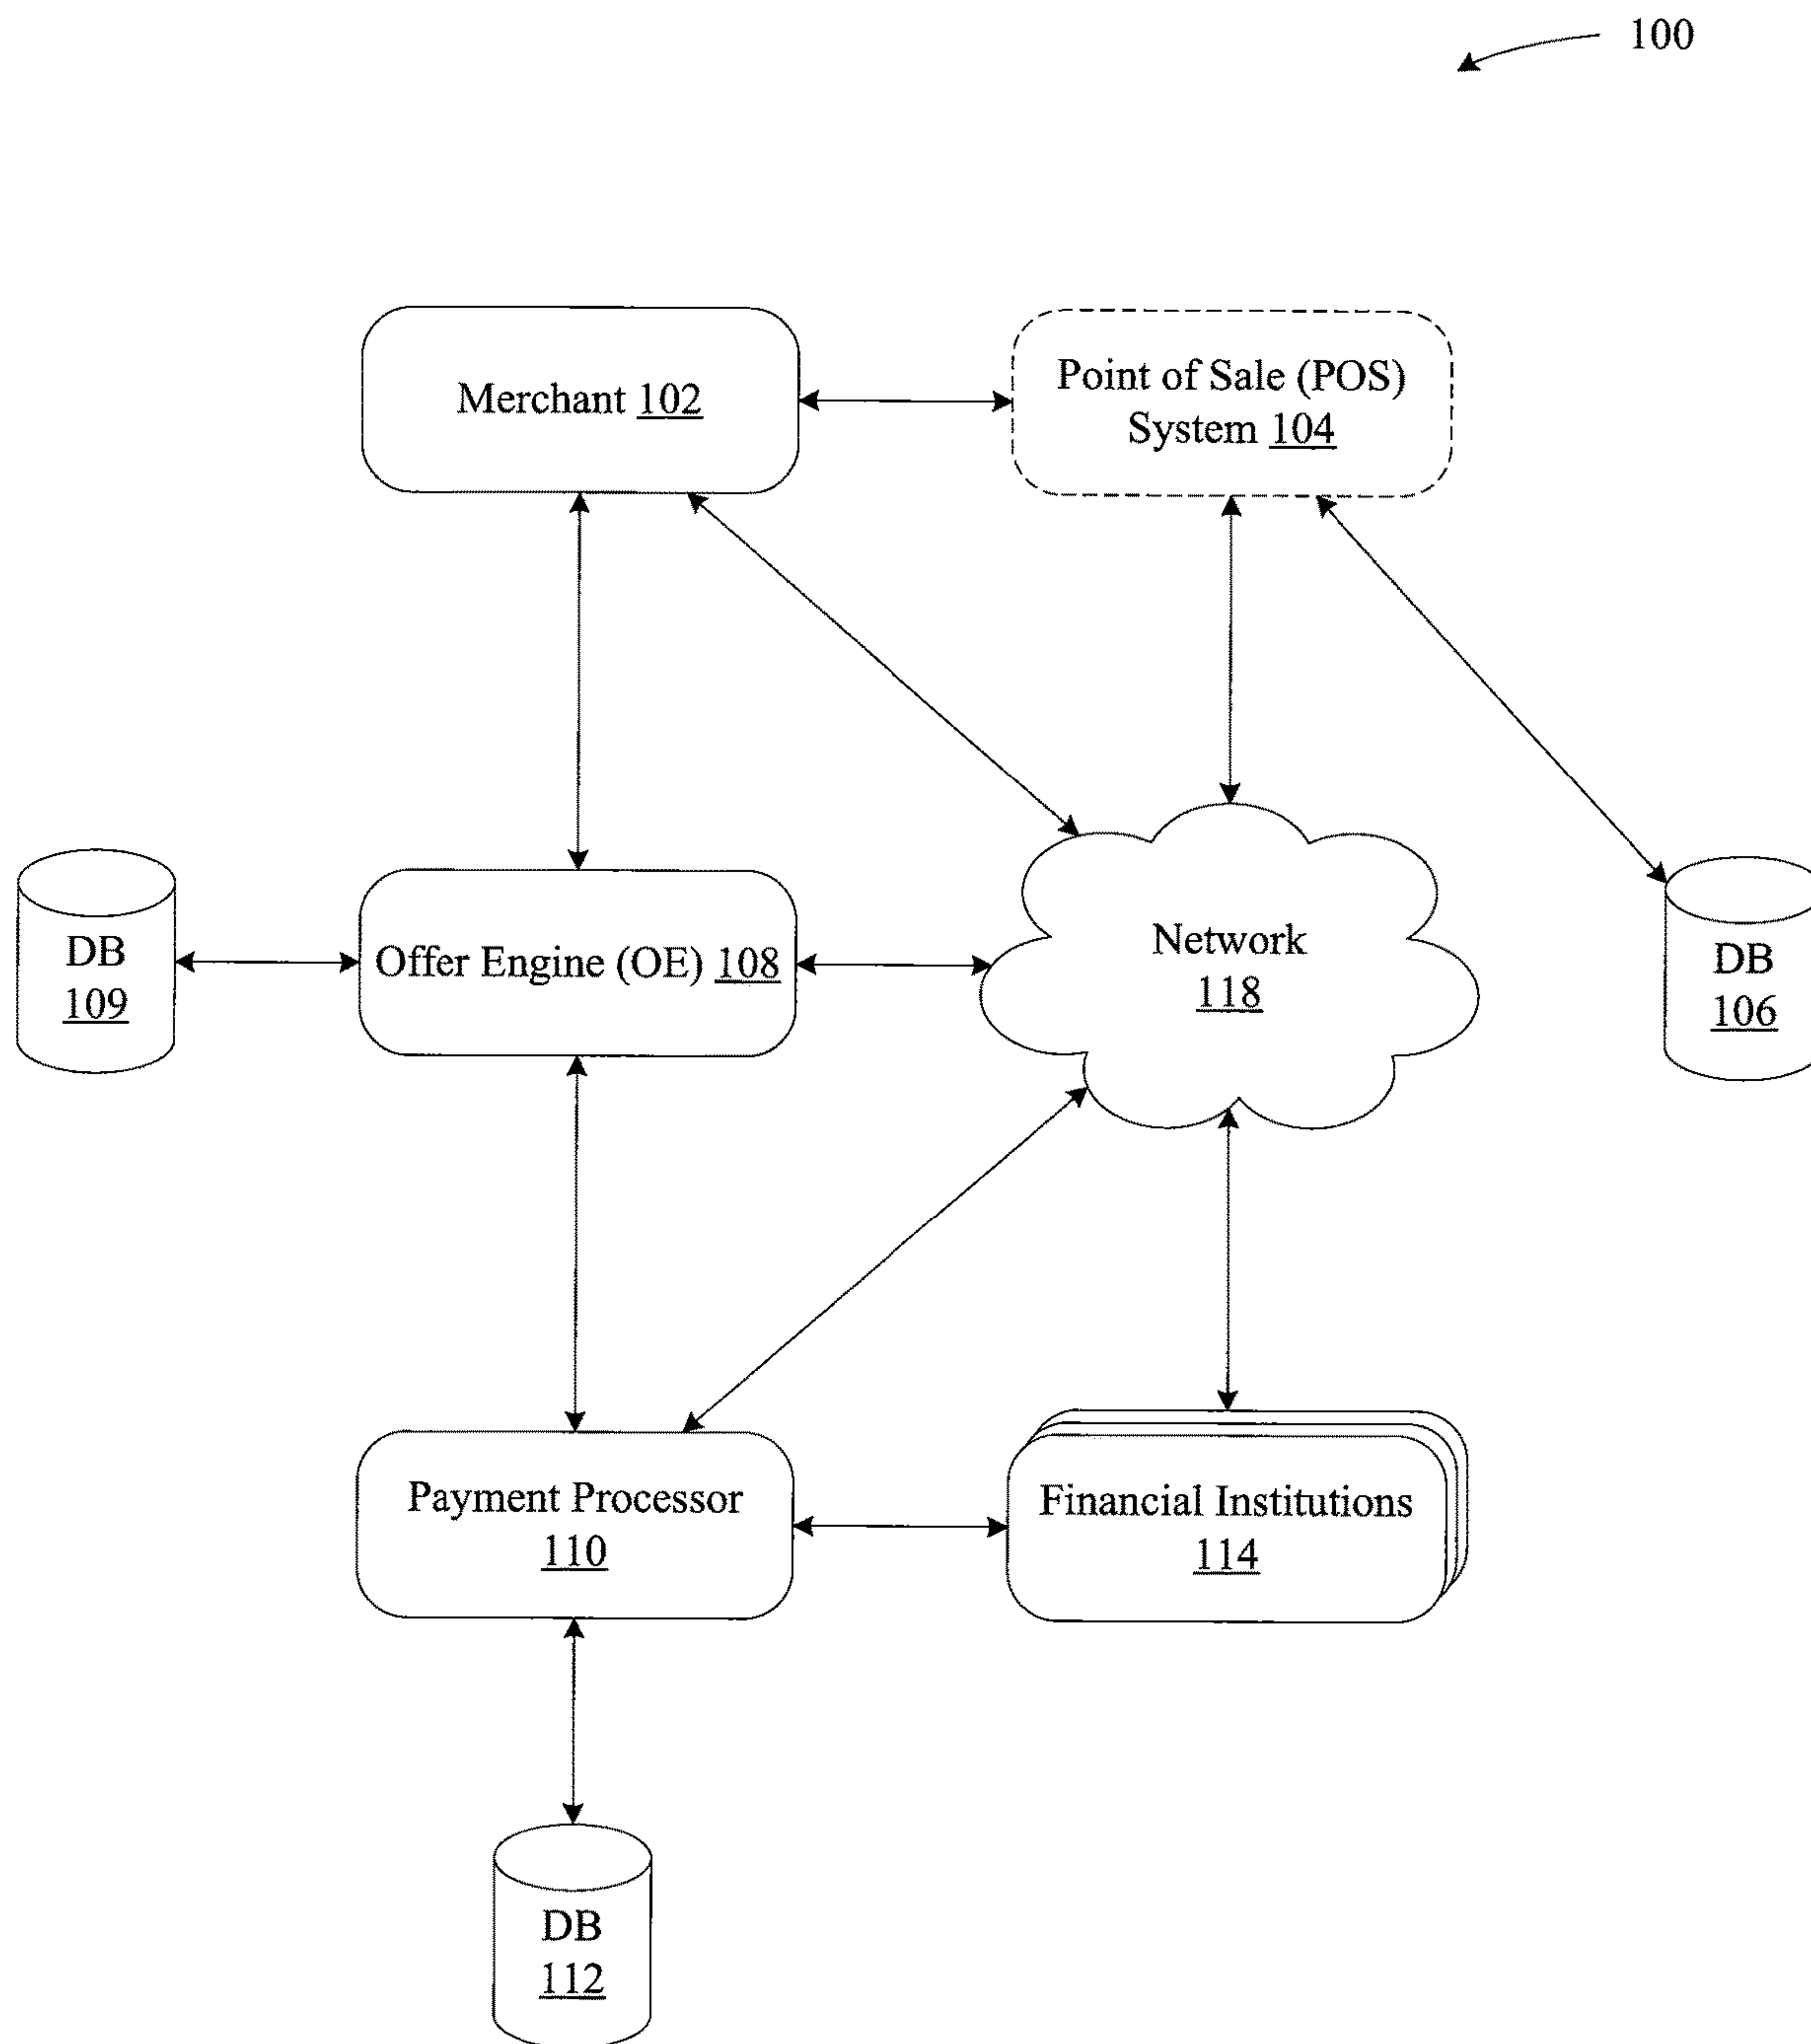 100
Merchant 102
Point of Sale (POS)
System 104
DB
109
Offer Engine (OE) 108
Network
118
DB
106
Payment Processor
110
Financial Institutions
114
DB
112